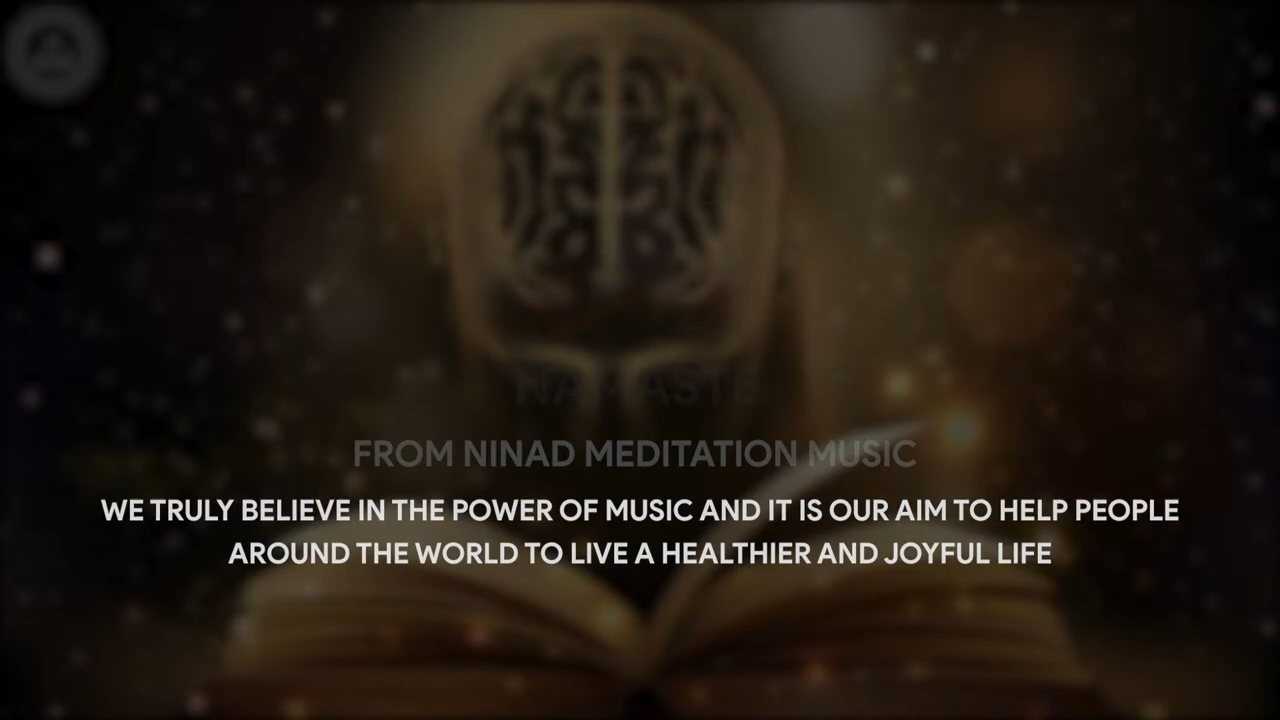 NAMASTE
FROM NINAD MEDITATION MUSIC
WE TRULY BELIEVE IN THE POWER OF MUSIC AND IT IS OUR AIM TO HELP PEOPLE
AROUND THE WORLD TO LIVE A HEALTHIER AND JOYFUL LIFE